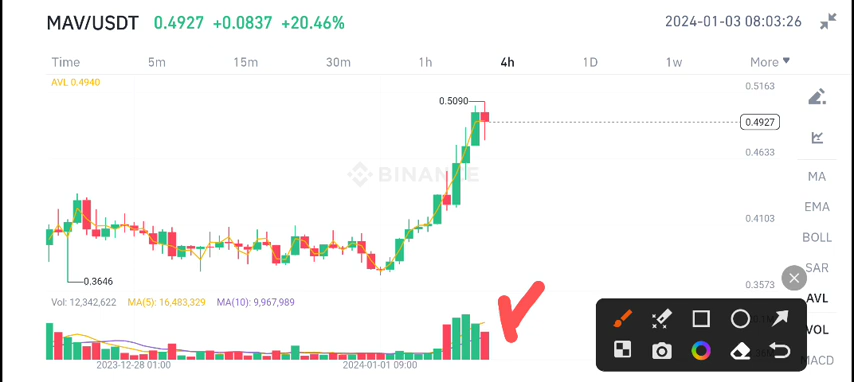 MAV/USDT 0.4927 +0.0837 +20.46% 2024-01-03 08:03:26
Time 5m 15m 30m 1h 4h 1D 1w More
AVL 0.4940
0.5163
0.5090
0.4927
0.4633
BINANCE
0.4103
0.3646
0.3573
MA
EMA
BOLL
SAR
AVL
VOL
MACD
Vol: 12,342,622 MA(5): 16,483,329 MA(10): 9,967,989
2023-12-28 01:00 2024-01-01 09:00